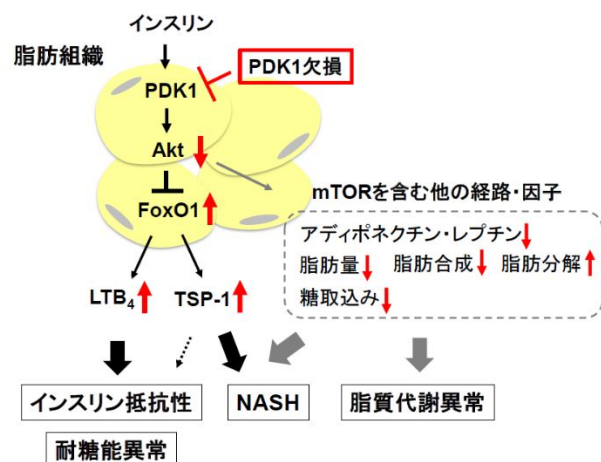 インスリン
脂肪組織
PDK1欠損
PDK1
Akt
FoxO1
mTORを含む他の経路・因子
アディポネクチン・レプチン
脂肪量 脂肪合成 脂肪分解
糖取込み
LTB₄ TSP-1
インスリン抵抗性 NASH 脂質代謝異常
耐糖能異常